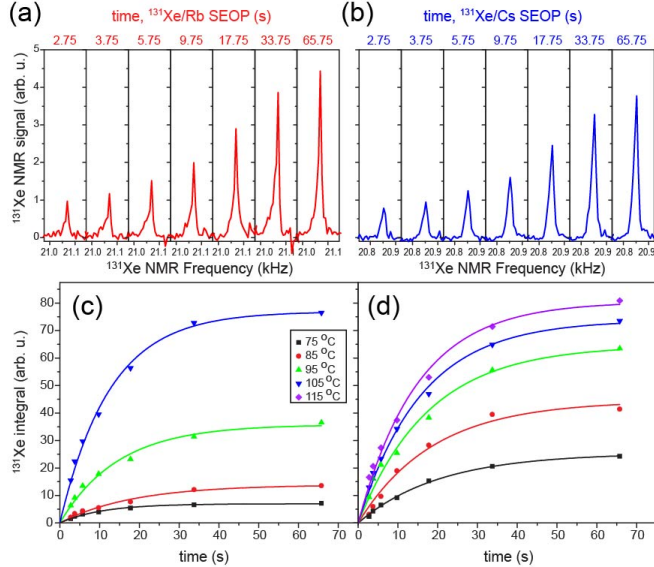 (a) time, ¹³¹Xe/Rb SEOP (s)
2.75 3.75 5.75 9.75 17.75 33.75 65.75
(b) time, ¹³¹Xe/Cs SEOP (s)
2.75 3.75 5.75 9.75 17.75 33.75 65.75
¹³¹Xe NMR signal (arb. u.)
5
4
3
2
1
0
21.0 21.1 21.0 21.1 21.0 21.1 21.0 21.1 21.0 21.1 21.0 21.1 21.0 21.1
¹³¹Xe NMR Frequency (kHz)
20.8 20.9 20.8 20.9 20.8 20.9 20.8 20.9 20.8 20.9 20.8 20.9 20.8 20.9
¹³¹Xe NMR Frequency (kHz)
(c)
¹³¹Xe integral (arb. u.)
80
70
60
50
40
30
20
10
0
75 °C
85 °C
95 °C
105 °C
115 °C
0 10 20 30 40 50 60 70
time (s)
(d)
0 10 20 30 40 50 60 70
time (s)